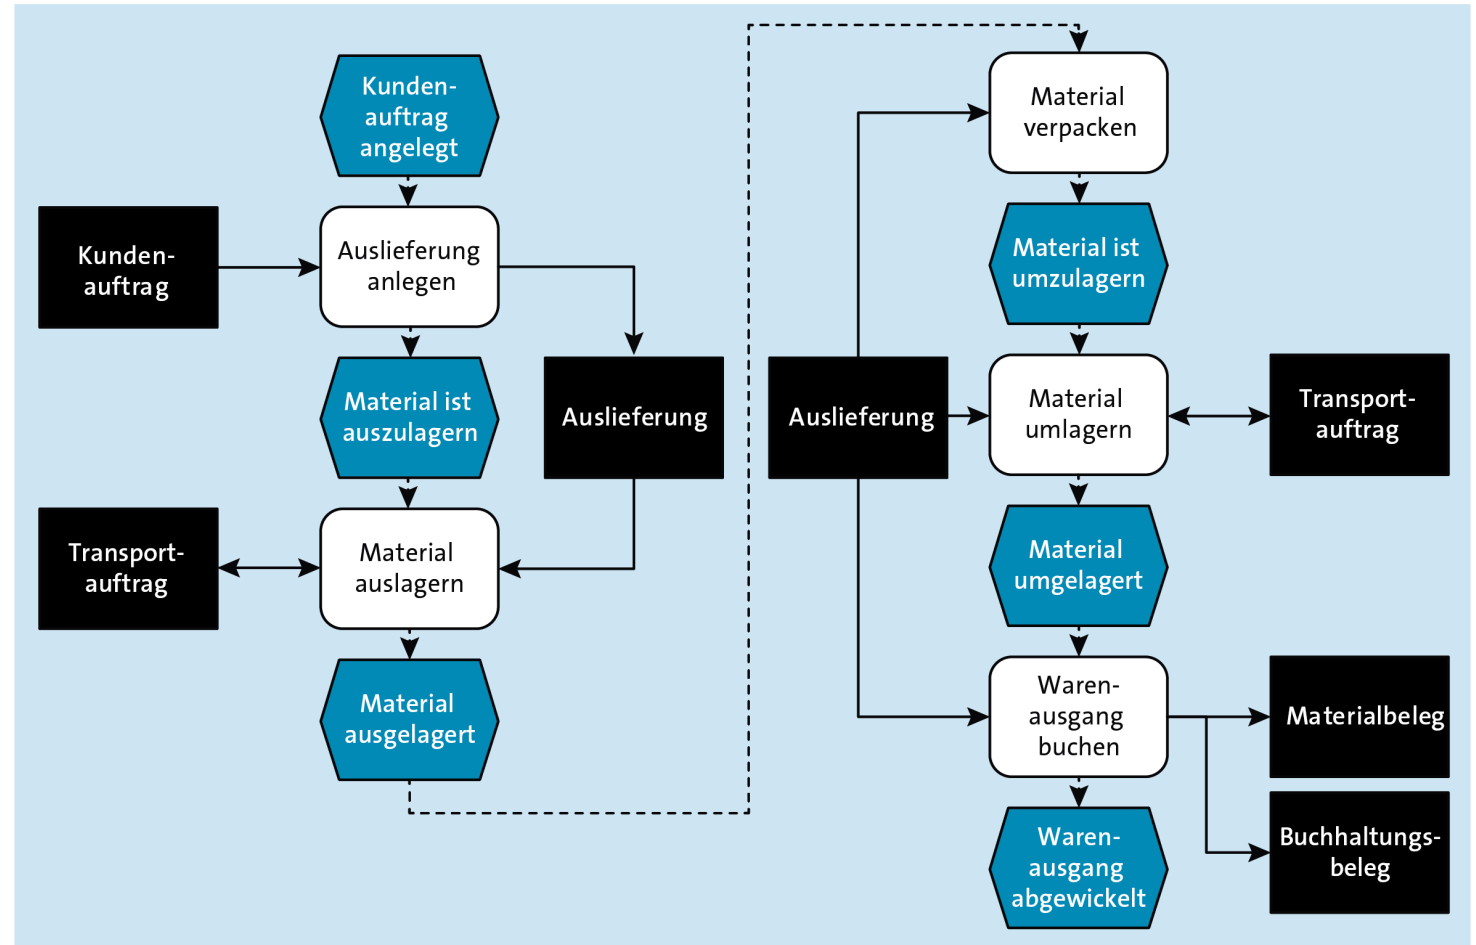 Kunden-
auftrag
angelegt
Kunden-
auftrag
Auslieferung
anlegen
Material ist
auszulagern
Auslieferung
Transport-
auftrag
Material
auslagern
Material
ausgelagert
Material
verpacken
Material ist
umzulagern
Auslieferung
Material
umlagern
Transport-
auftrag
Material
umgelagert
Waren-
ausgang
buchen
Materialbeleg
Buchhaltungs-
beleg
Waren-
ausgang
abgewickelt